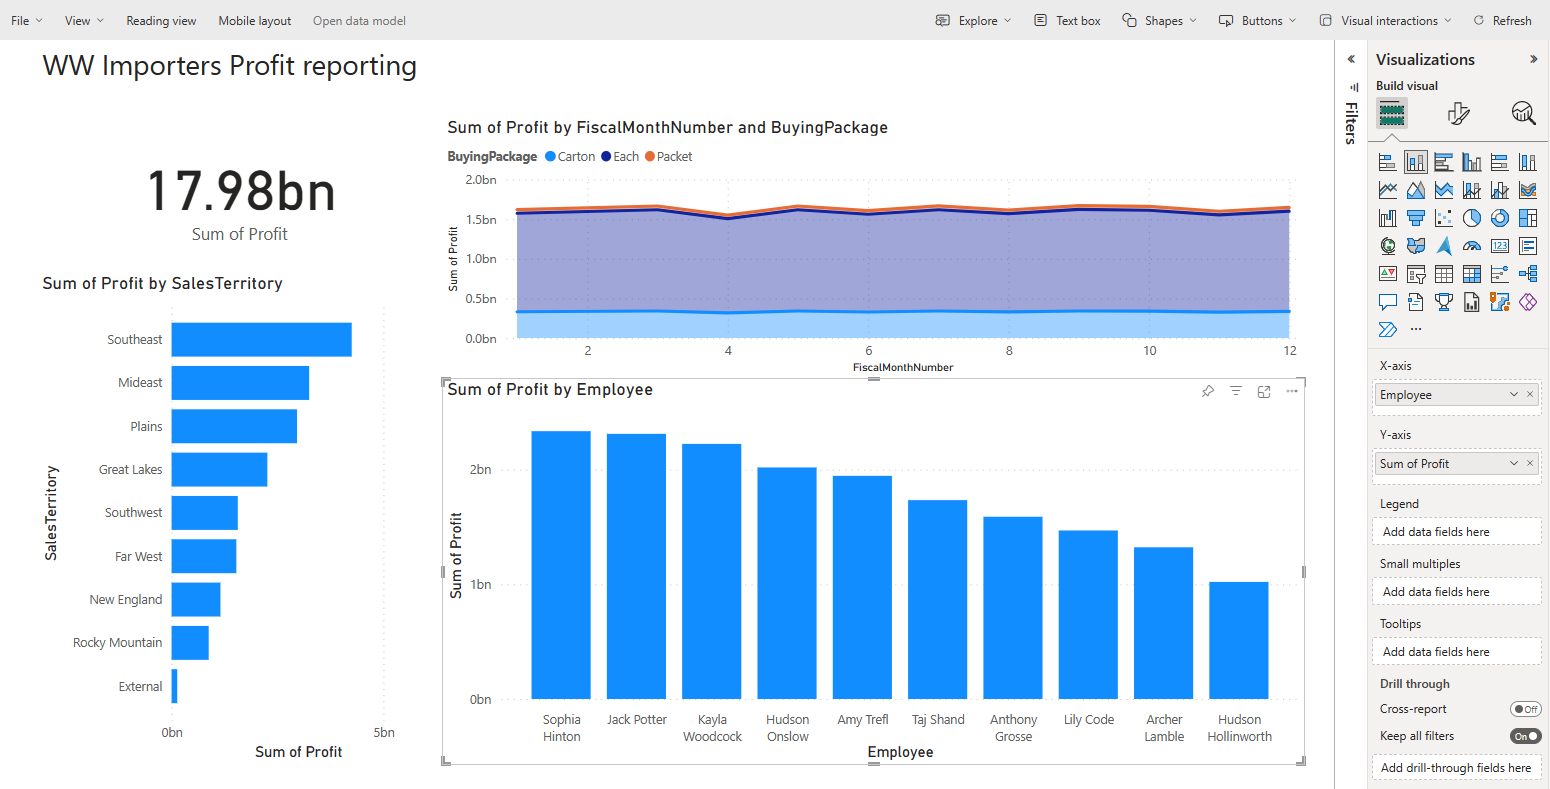 File View Reading view Mobile layout Open data model Explore Text box Shapes Buttons Visual interactions Refresh
WW Importers Profit reporting
17.98bn
Sum of Profit
Sum of Profit by SalesTerritory
SalesTerritory
Southeast
Mideast
Plains
Great Lakes
Southwest
Far West
New England
Rocky Mountain
External
0bn 5bn
Sum of Profit
Sum of Profit by FiscalMonthNumber and BuyingPackage
BuyingPackage Carton Each Packet
Sum of Profit
2.0bn
1.5bn
1.0bn
0.5bn
0.0bn
2 4 6 8 10 12
FiscalMonthNumber
Sum of Profit by Employee
Sum of Profit
2bn
1bn
0bn
Sophia Hinton
Jack Potter
Kayla Woodcock
Hudson Onslow
Amy Trefl
Taj Shand
Anthony Grosse
Lily Code
Archer Lamble
Hudson Hollinworth
Employee
Filters
Visualizations
Build visual
123
X-axis
Employee
Y-axis
Sum of Profit
Legend
Add data fields here
Small multiples
Add data fields here
Tooltips
Add data fields here
Drill through
Cross-report Off
Keep all filters On
Add drill-through fields here